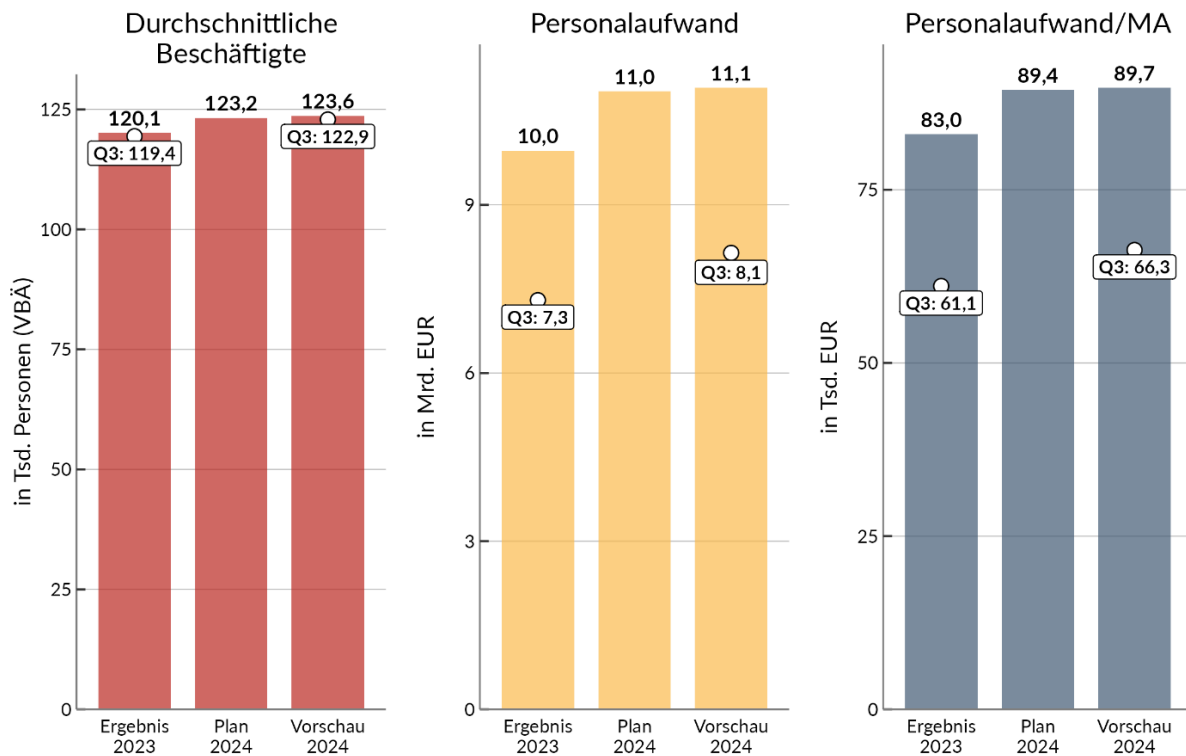 Durchschnittliche
Beschäftigte
in Tsd. Personen (VBÄ)
125
100
75
50
25
0
120,1
123,2
123,6
Q3: 119,4
Q3: 122,9
Ergebnis
2023
Plan
2024
Vorschau
2024
Personalaufwand
in Mrd. EUR
9
6
3
0
10,0
11,0
11,1
Q3: 7,3
Q3: 8,1
Ergebnis
2023
Plan
2024
Vorschau
2024
Personalaufwand/MA
in Tsd. EUR
75
50
25
0
83,0
89,4
89,7
Q3: 61,1
Q3: 66,3
Ergebnis
2023
Plan
2024
Vorschau
2024